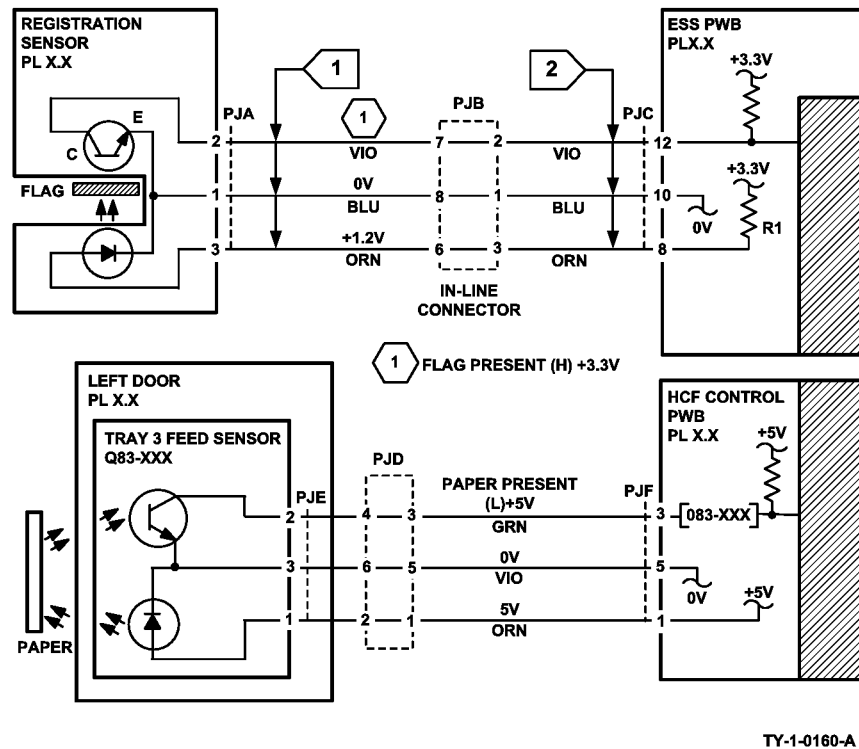 REGISTRATION
SENSOR
PL X.X
ESS PWB
PLX.X
+3.3V
1
2
PJA
1
PJB
PJC
E
C
2
7
2
12
VIO
VIO
+3.3V
FLAG
0V
1
8
1
10
BLU
BLU
0V
R1
+1.2V
3
6
3
8
ORN
ORN
IN-LINE
CONNECTOR
1
FLAG PRESENT (H) +3.3V
LEFT DOOR
PL X.X
HCF CONTROL
PWB
PL X.X
+5V
TRAY 3 FEED SENSOR
Q83-XXX
PJD
PJE
PAPER PRESENT
(L)+5V
PJF
2
4
3
3
[083-XXX]
GRN
0V
3
6
5
5
VIO
0V
+5V
5V
1
2
1
1
ORN
PAPER
TY-1-0160-A